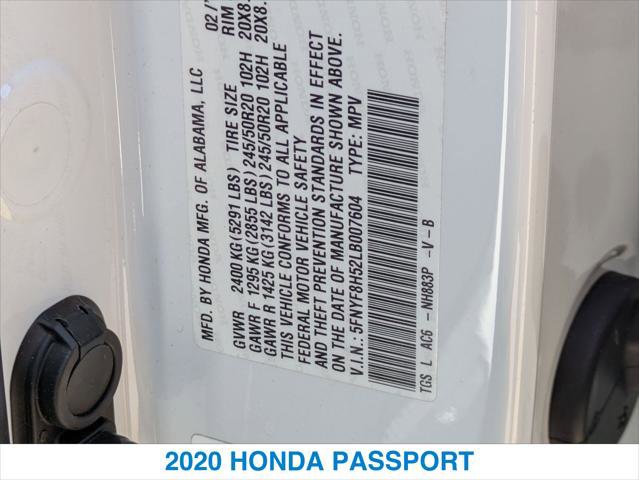 MFD. BY HONDA MFG. OF ALABAMA, LLC 02/
GVWR 2400 KG (5291 LBS) TIRE SIZE RIM
GAWR F 1295 KG (2855 LBS) 245/50R20 102H 20X8.
GAWR R 1425 KG (3142 LBS) 245/50R20 102H 20X8.
THIS VEHICLE CONFORMS TO ALL APPLICABLE
FEDERAL MOTOR VEHICLE SAFETY
AND THEFT PREVENTION STANDARDS IN EFFECT
ON THE DATE OF MANUFACTURE SHOWN ABOVE.
V.I.N.: 5FNYF8H52LB007604 TYPE: MPV
TGS L AC6 - NH883P -V-B
2020 HONDA PASSPORT